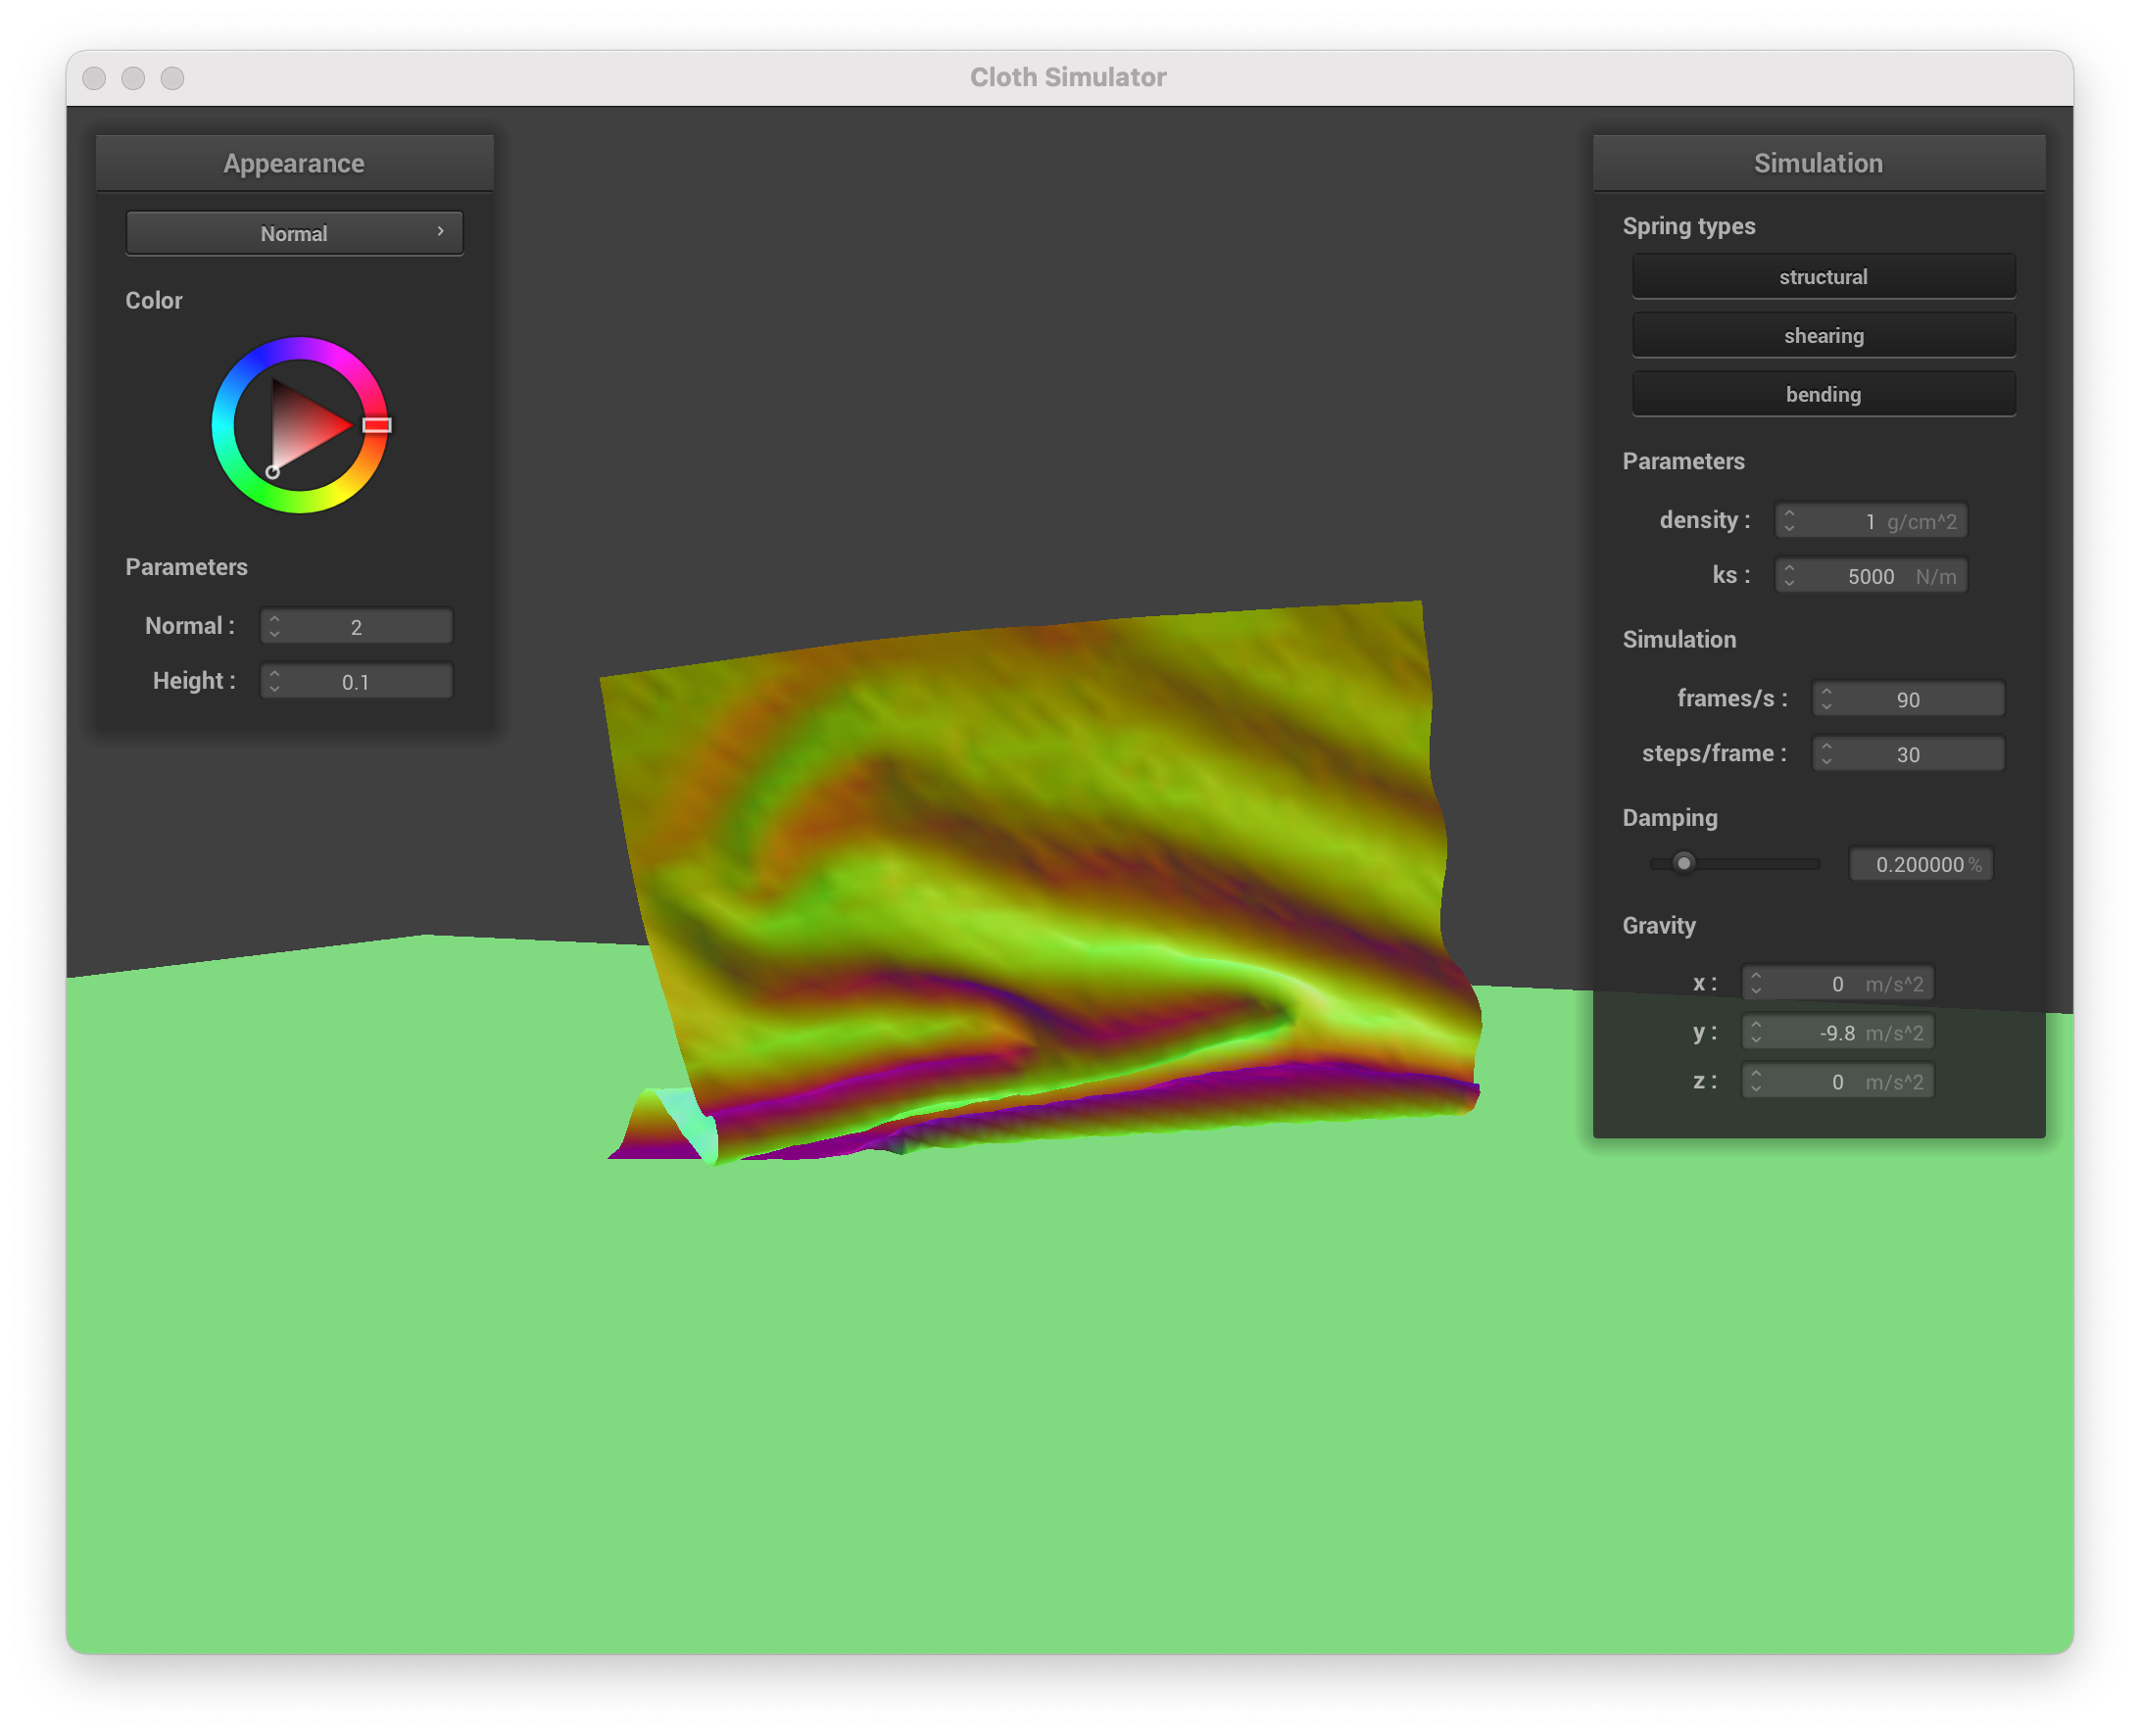 Cloth Simulator
Appearance
Normal
Color
Parameters
Normal : 2
Height : 0.1
Simulation
Spring types
structural
shearing
bending
Parameters
density : 1 g/cm^2
ks : 5000 N/m
Simulation
frames/s : 90
steps/frame : 30
Damping
0.200000 %
Gravity
x : 0 m/s^2
y : -9.8 m/s^2
z : 0 m/s^2